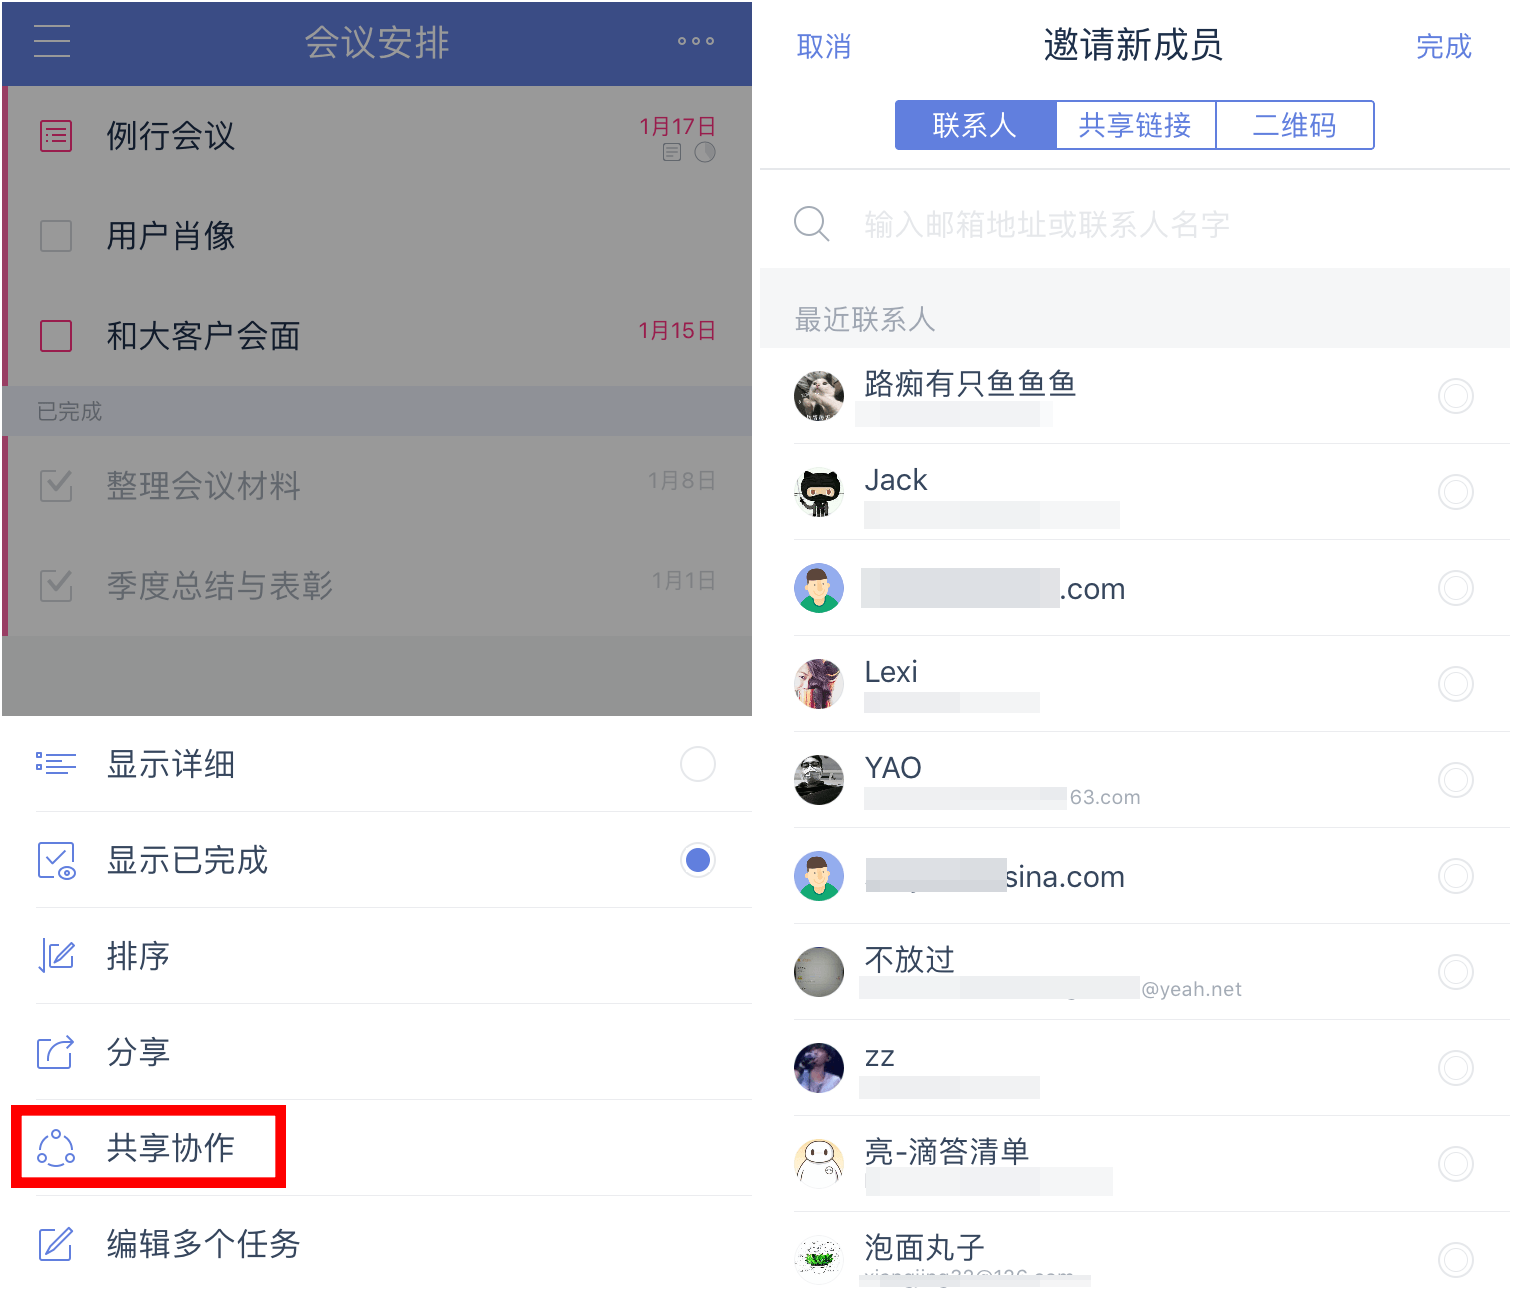 会议安排
例行会议
1月17日
用户肖像
和大客户会面
1月15日
已完成
整理会议材料
1月8日
季度总结与表彰
1月1日
显示详细
显示已完成
排序
分享
共享协作
编辑多个任务
取消
邀请新成员
完成
联系人
共享链接
二维码
输入邮箱地址或联系人名字
最近联系人
路痴有只鱼鱼鱼
Jack
.com
Lexi
YAO
63.com
sina.com
不放过
@yeah.net
zz
亮-滴答清单
泡面丸子